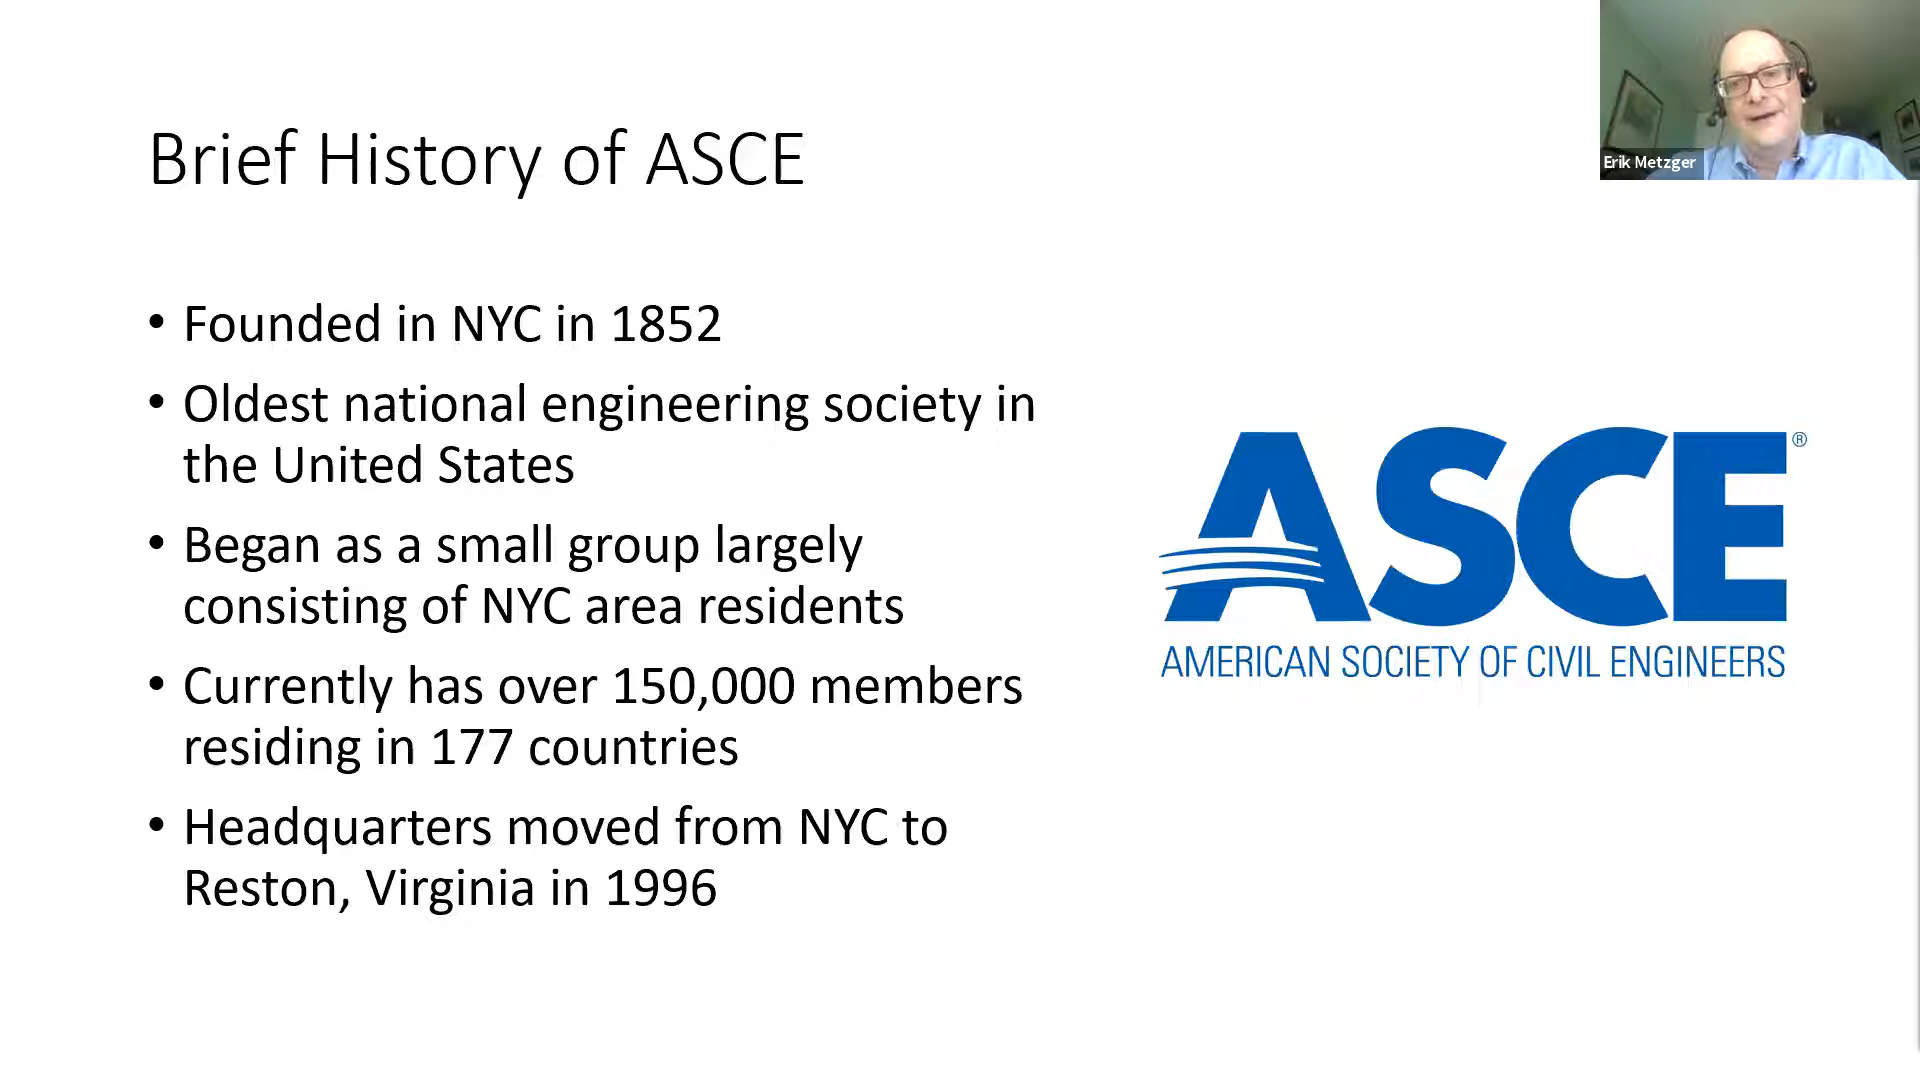 Brief History of ASCE
Erik Metzger
• Founded in NYC in 1852
• Oldest national engineering society in
the United States
• Began as a small group largely
consisting of NYC area residents
• Currently has over 150,000 members
residing in 177 countries
• Headquarters moved from NYC to
Reston, Virginia in 1996
ASCE®
AMERICAN SOCIETY OF CIVIL ENGINEERS